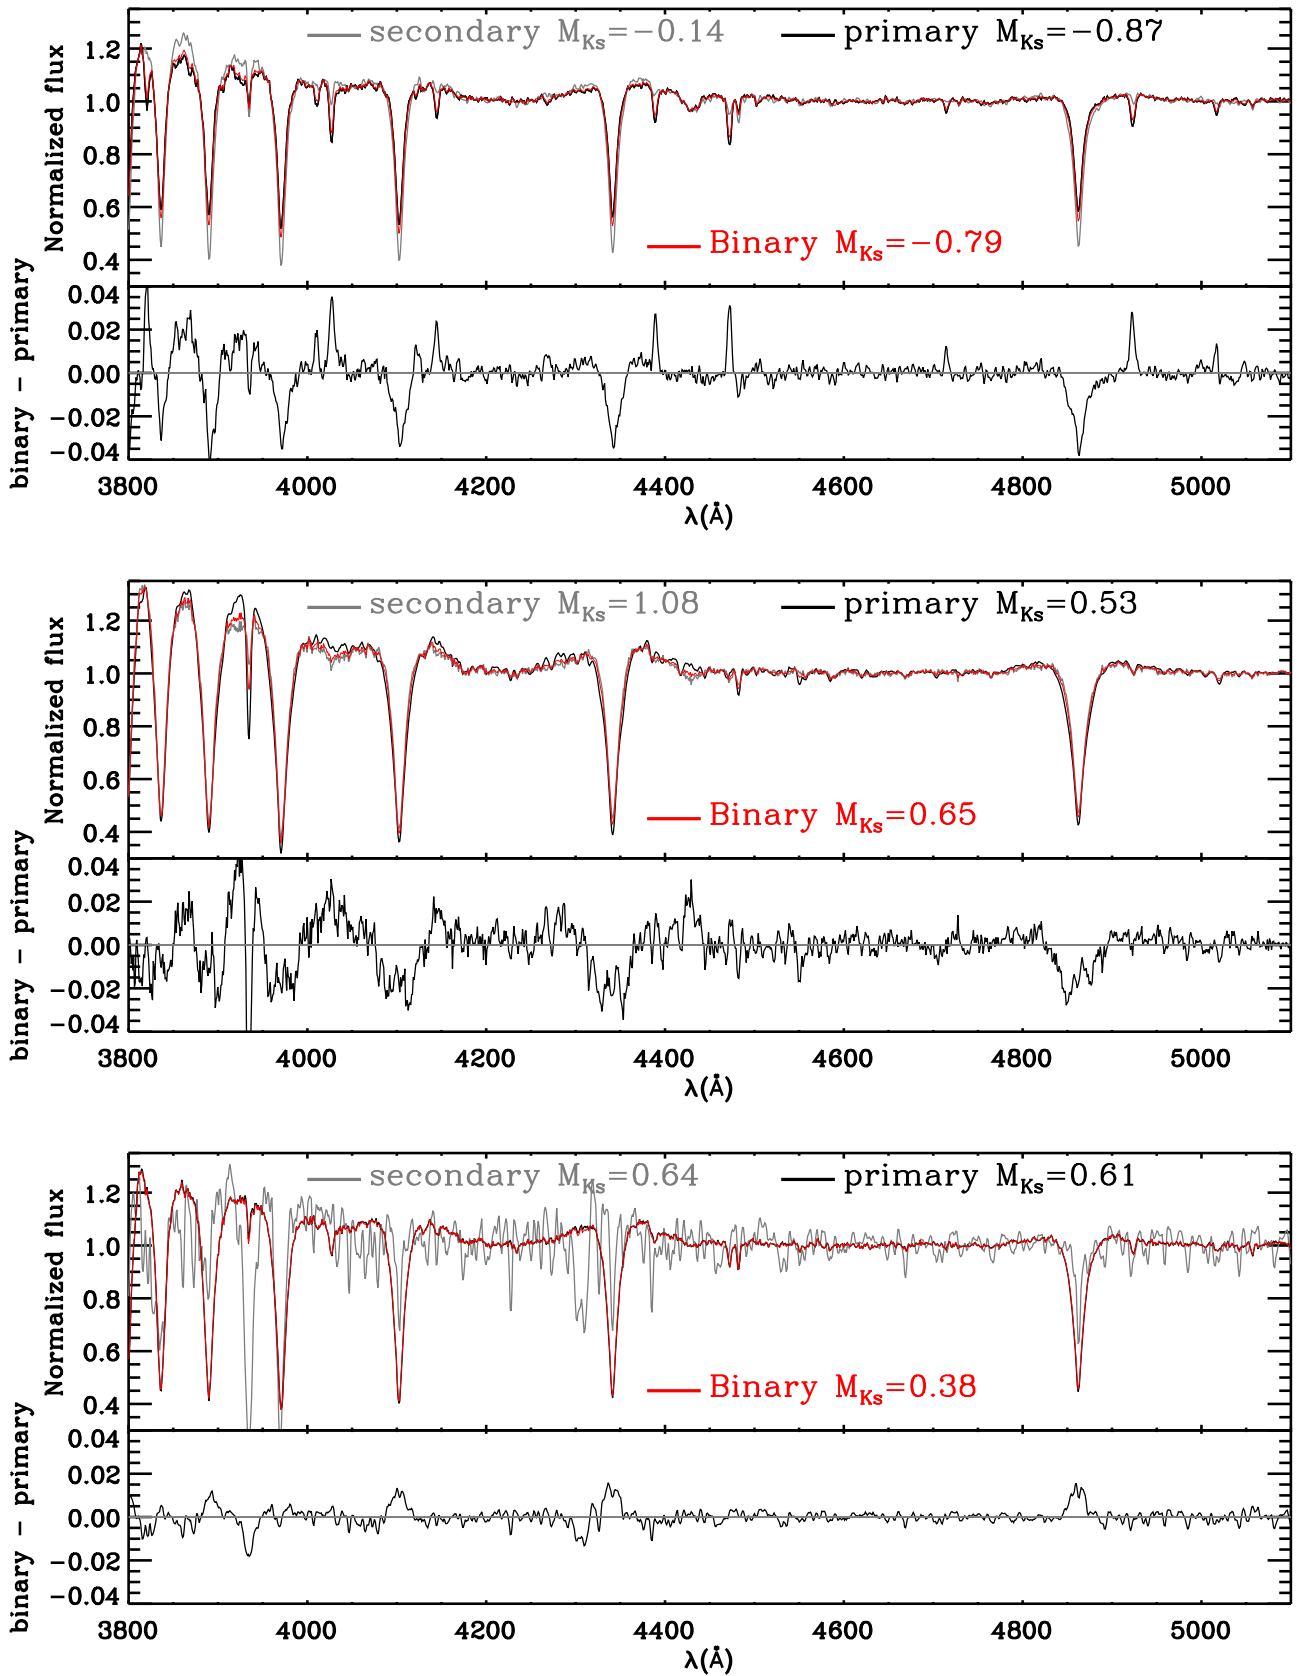 secondary M_Ks=−0.14 primary M_Ks=−0.87
1.2
1.0
0.8
0.6
0.4
Normalized flux
Binary M_Ks=−0.79
0.04
0.02
0.00
−0.02
−0.04
binary − primary
3800 4000 4200 4400 4600 4800 5000
λ(Å)
secondary M_Ks=1.08 primary M_Ks=0.53
1.2
1.0
0.8
0.6
0.4
Normalized flux
Binary M_Ks=0.65
0.04
0.02
0.00
−0.02
−0.04
binary − primary
3800 4000 4200 4400 4600 4800 5000
λ(Å)
secondary M_Ks=0.64 primary M_Ks=0.61
1.2
1.0
0.8
0.6
0.4
Normalized flux
Binary M_Ks=0.38
0.04
0.02
0.00
−0.02
−0.04
binary − primary
3800 4000 4200 4400 4600 4800 5000
λ(Å)